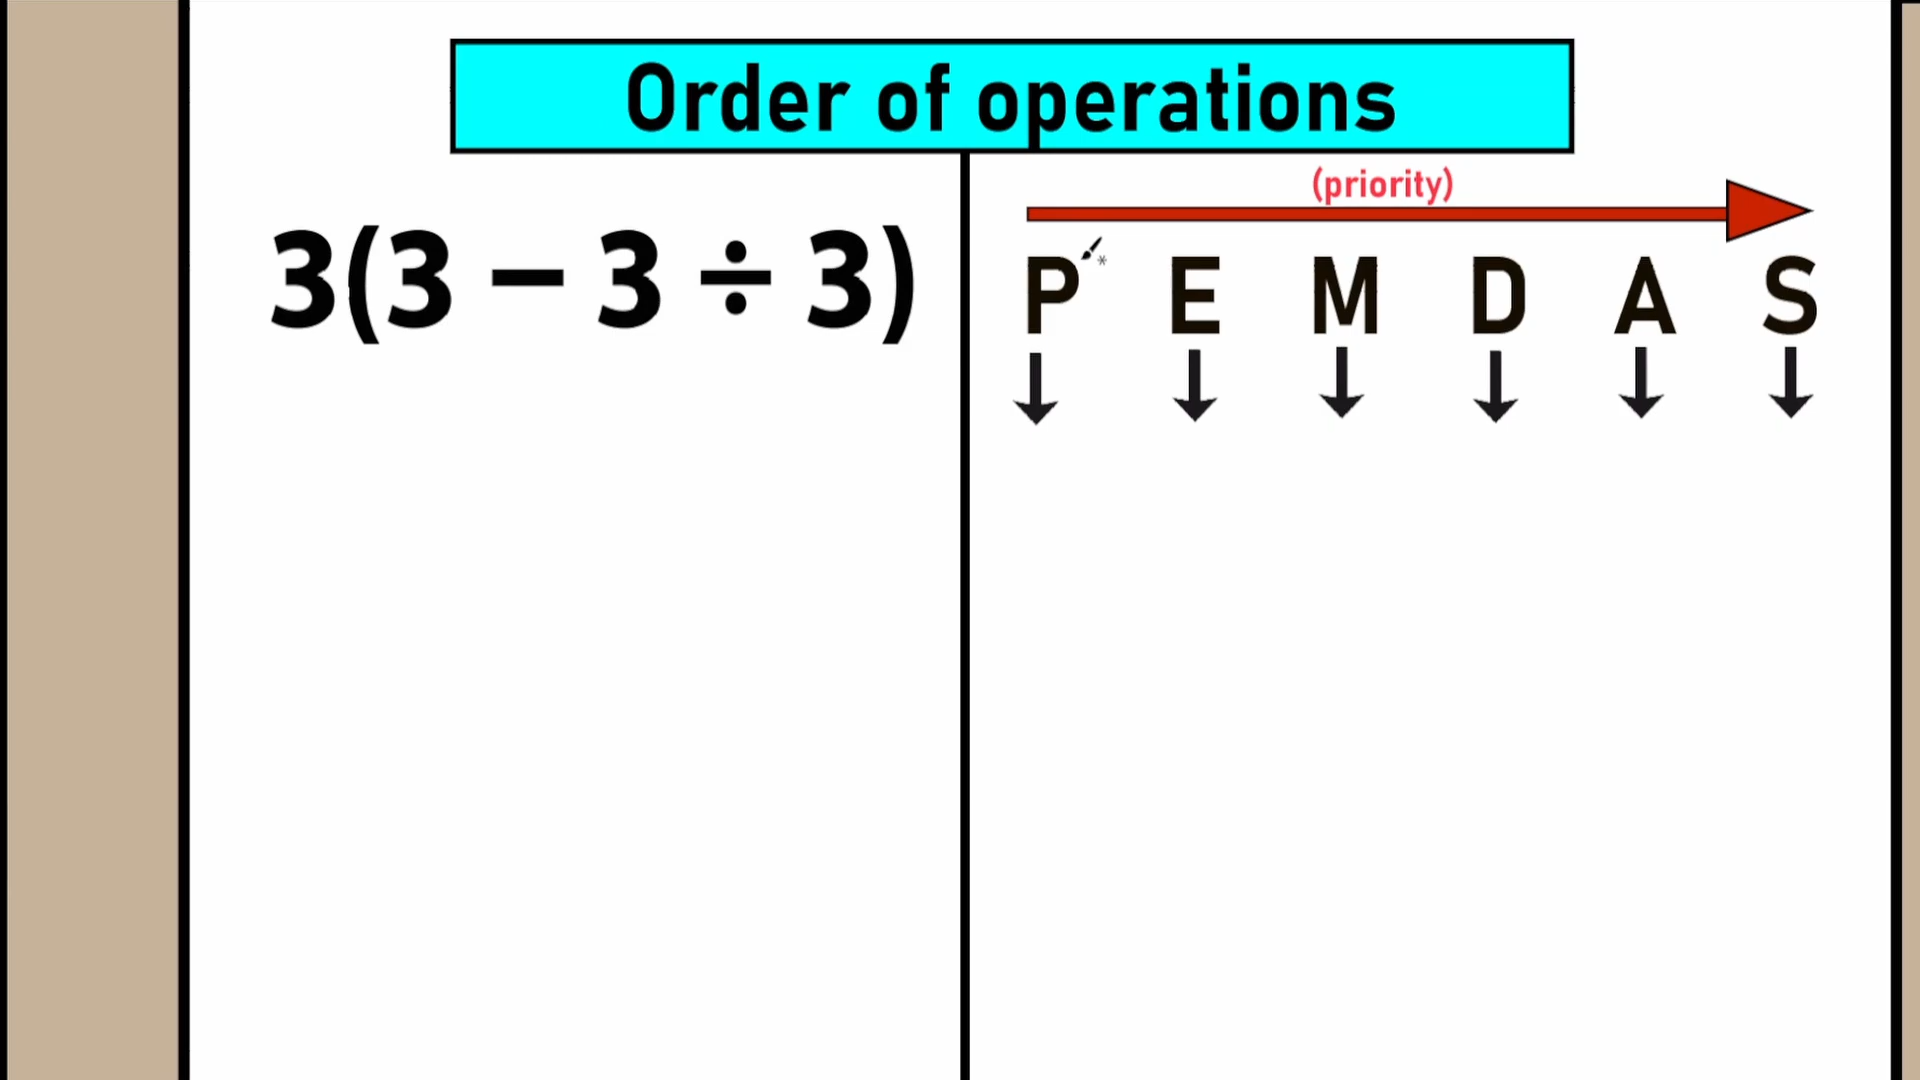 Order of operations
3(3 − 3 ÷ 3)
(priority)
P E M D A S